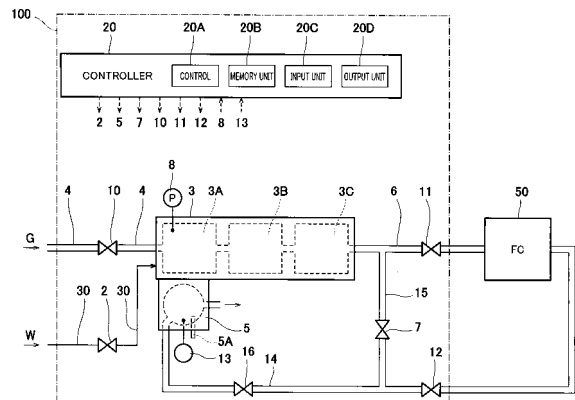 100
20 20A 20B 20C 20D
CONTROLLER CONTROL MEMORY UNIT INPUT UNIT OUTPUT UNIT
2 5 7 10 11 12 8 13
8
P
4 10 4 3 3A 3B 3C 6 11 50
G
FC
30
30 2
15
W
5
7
5A
13 16 14 12